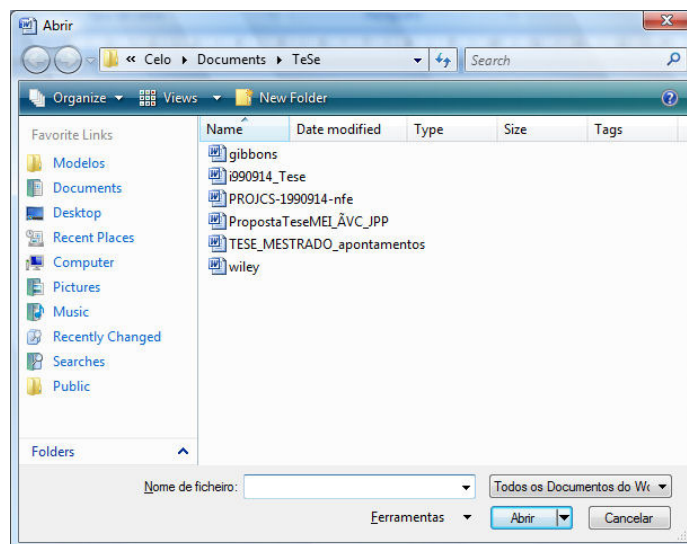 Abrir
« Celo ▸ Documents ▸ TeSe
Search
Organize
Views
New Folder
Favorite Links
Modelos
Documents
Desktop
Recent Places
Computer
Pictures
Music
Recently Changed
Searches
Public
Folders
Name Date modified Type Size Tags
gibbons
i990914_Tese
PROJCS-1990914-nfe
PropostaTeseMEI_ÃVC_JPP
TESE_MESTRADO_apontamentos
wiley
Nome de ficheiro:
Todos os Documentos do Wo
Ferramentas
Abrir
Cancelar